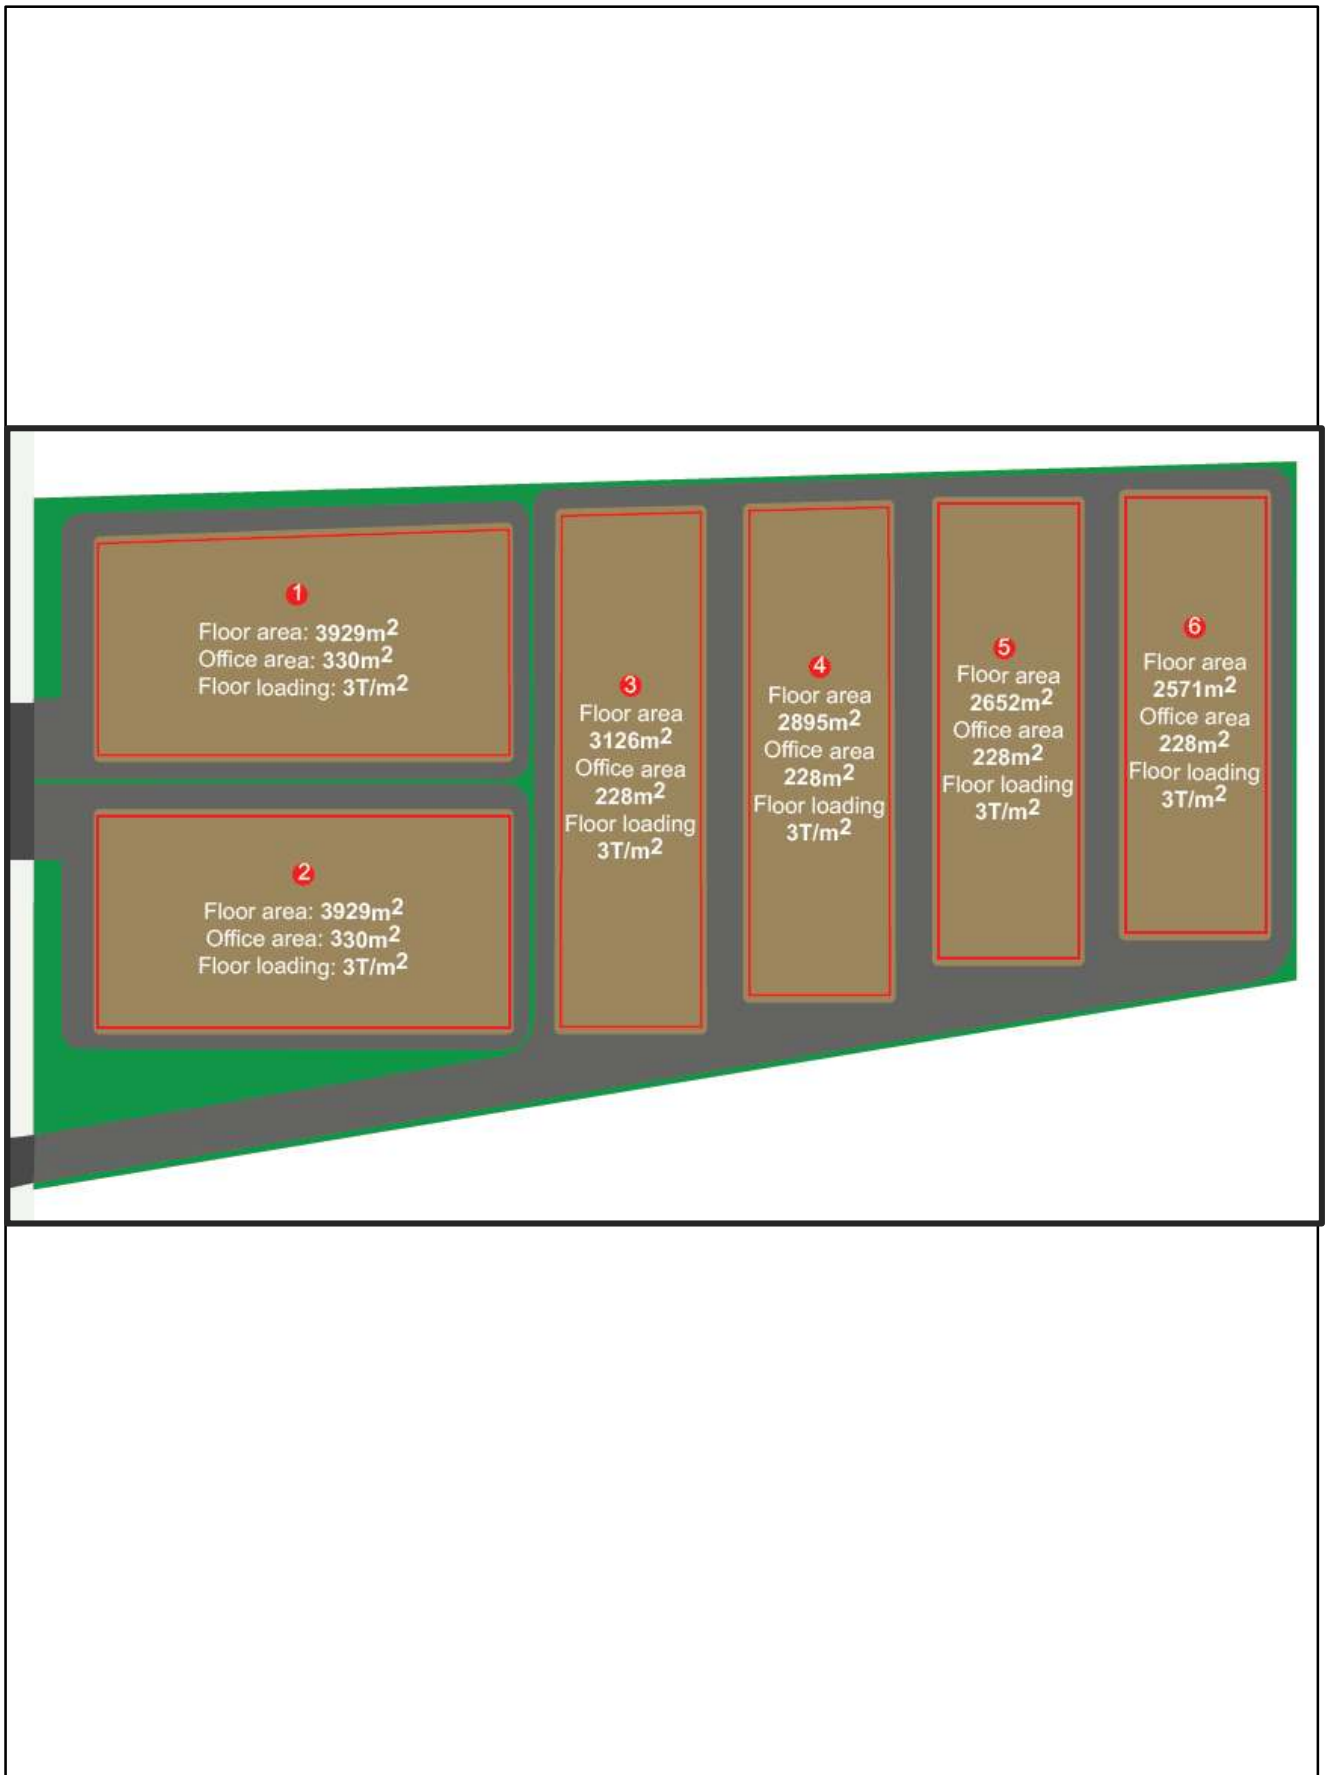 1
Floor area: 3929m2
Office area: 330m2
Floor loading: 3T/m2
2
Floor area: 3929m2
Office area: 330m2
Floor loading: 3T/m2
3
Floor area
3126m2
Office area
228m2
Floor loading
3T/m2
4
Floor area
2895m2
Office area
228m2
Floor loading
3T/m2
5
Floor area
2652m2
Office area
228m2
Floor loading
3T/m2
6
Floor area
2571m2
Office area
228m2
Floor loading
3T/m2